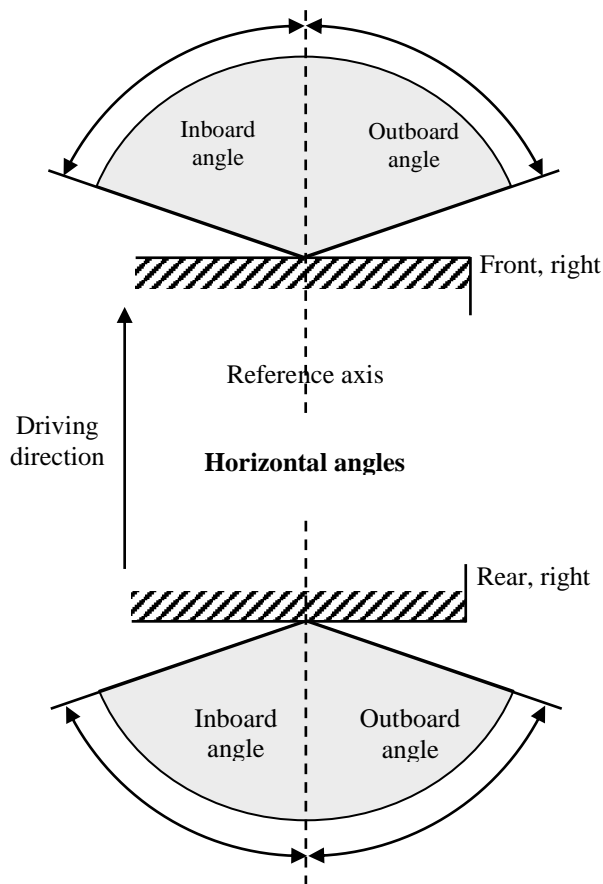 Inboard
angle
Outboard
angle
Front, right
Reference axis
Driving
direction
Horizontal angles
Rear, right
Inboard
angle
Outboard
angle